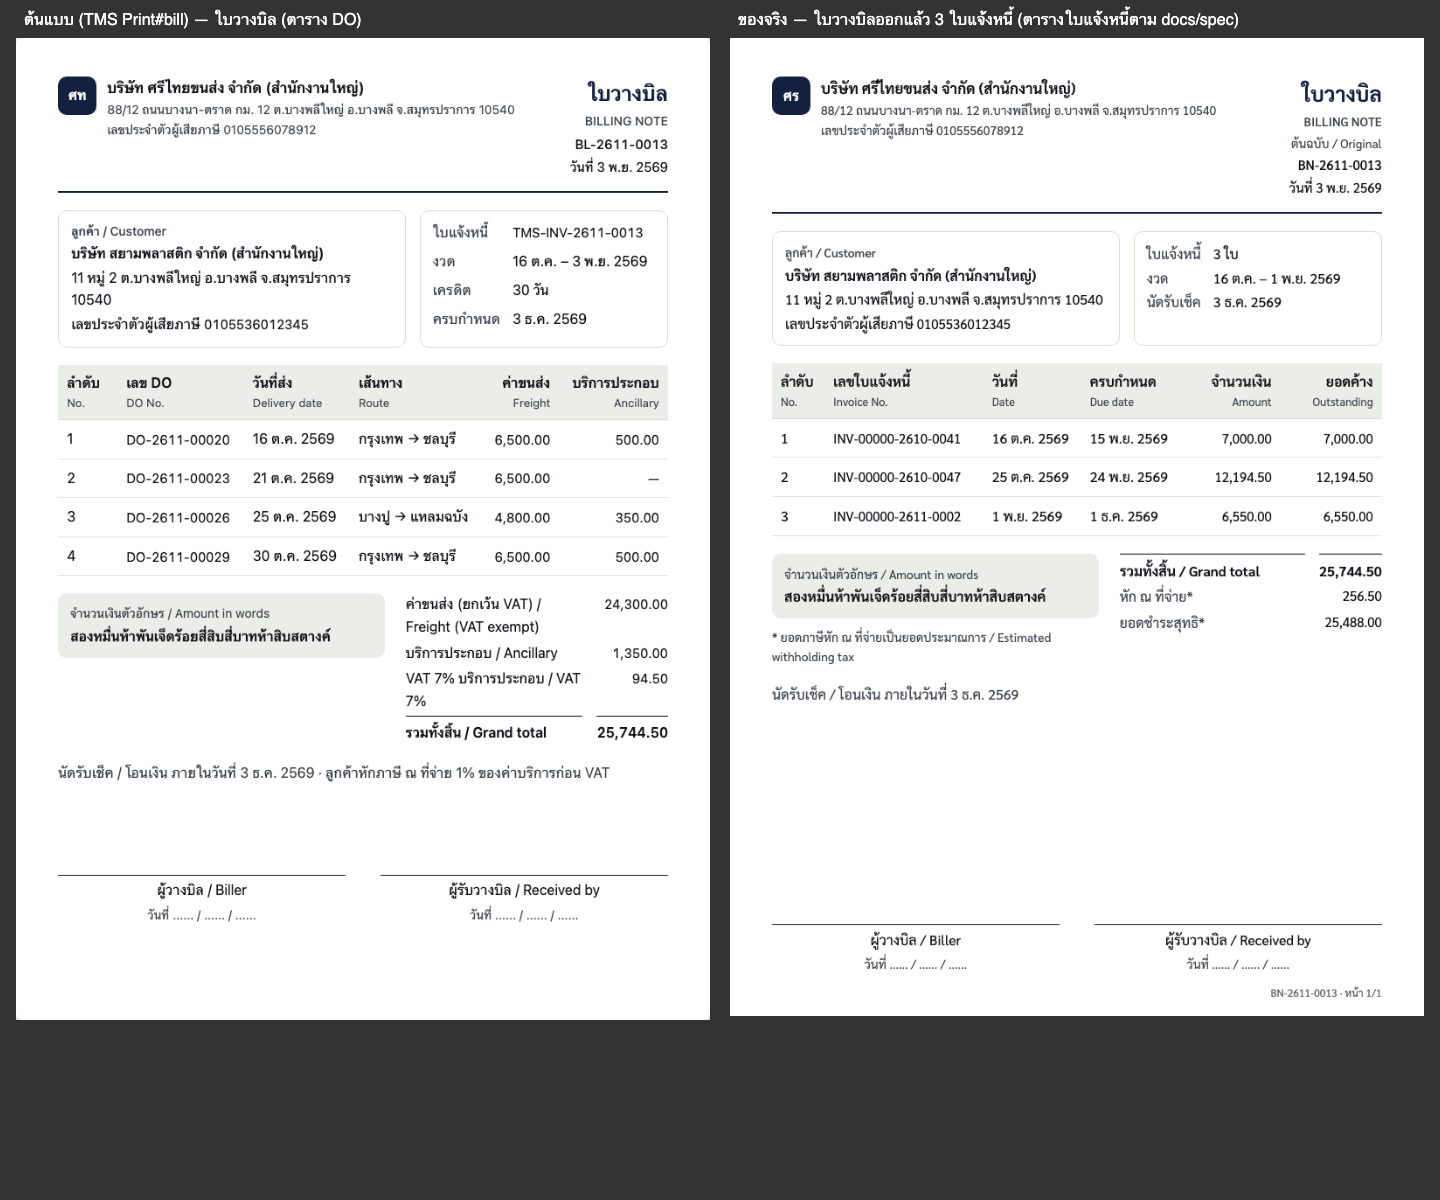 ต้นแบบ (TMS Print#bill) — ใบวางบิล (ตาราง DO)
ศท
บริษัท ศรีไทยขนส่ง จำกัด (สำนักงานใหญ่)
88/12 ถนนบางนา-ตราด กม. 12 ต.บางพลีใหญ่ อ.บางพลี จ.สมุทรปราการ 10540
เลขประจำตัวผู้เสียภาษี 0105556078912
ใบวางบิล
BILLING NOTE
BL-2611-0013
วันที่ 3 พ.ย. 2569
ลูกค้า / Customer
บริษัท สยามพลาสติก จำกัด (สำนักงานใหญ่)
11 หมู่ 2 ต.บางพลีใหญ่ อ.บางพลี จ.สมุทรปราการ
10540
เลขประจำตัวผู้เสียภาษี 0105536012345
ใบแจ้งหนี้ TMS-INV-2611-0013
งวด 16 ต.ค. – 3 พ.ย. 2569
เครดิต 30 วัน
ครบกำหนด 3 ธ.ค. 2569
ลำดับ เลข DO วันที่ส่ง เส้นทาง ค่าขนส่ง บริการประกอบ
No. DO No. Delivery date Route Freight Ancillary
1 DO-2611-00020 16 ต.ค. 2569 กรุงเทพ → ชลบุรี 6,500.00 500.00
2 DO-2611-00023 21 ต.ค. 2569 กรุงเทพ → ชลบุรี 6,500.00 —
3 DO-2611-00026 25 ต.ค. 2569 บางปู → แหลมฉบัง 4,800.00 350.00
4 DO-2611-00029 30 ต.ค. 2569 กรุงเทพ → ชลบุรี 6,500.00 500.00
จำนวนเงินตัวอักษร / Amount in words
สองหมื่นห้าพันเจ็ดร้อยสี่สิบสี่บาทห้าสิบสตางค์
ค่าขนส่ง (ยกเว้น VAT) / 24,300.00
Freight (VAT exempt)
บริการประกอบ / Ancillary 1,350.00
VAT 7% บริการประกอบ / VAT 94.50
7%
รวมทั้งสิ้น / Grand total 25,744.50
นัดรับเช็ค / โอนเงิน ภายในวันที่ 3 ธ.ค. 2569 · ลูกค้าหักภาษี ณ ที่จ่าย 1% ของค่าบริการก่อน VAT
ผู้วางบิล / Biller ผู้รับวางบิล / Received by
วันที่ ...... / ...... / ...... วันที่ ...... / ...... / ......
ของจริง — ใบวางบิลออกแล้ว 3 ใบแจ้งหนี้ (ตารางใบแจ้งหนี้ตาม docs/spec)
ศร
บริษัท ศรีไทยขนส่ง จำกัด (สำนักงานใหญ่)
88/12 ถนนบางนา-ตราด กม. 12 ต.บางพลีใหญ่ อ.บางพลี จ.สมุทรปราการ 10540
เลขประจำตัวผู้เสียภาษี 0105556078912
ใบวางบิล
BILLING NOTE
ต้นฉบับ / Original
BN-2611-0013
วันที่ 3 พ.ย. 2569
ลูกค้า / Customer
บริษัท สยามพลาสติก จำกัด (สำนักงานใหญ่)
11 หมู่ 2 ต.บางพลีใหญ่ อ.บางพลี จ.สมุทรปราการ 10540
เลขประจำตัวผู้เสียภาษี 0105536012345
ใบแจ้งหนี้ 3 ใบ
งวด 16 ต.ค. – 1 พ.ย. 2569
นัดรับเช็ค 3 ธ.ค. 2569
ลำดับ เลขใบแจ้งหนี้ วันที่ ครบกำหนด จำนวนเงิน ยอดค้าง
No. Invoice No. Date Due date Amount Outstanding
1 INV-00000-2610-0041 16 ต.ค. 2569 15 พ.ย. 2569 7,000.00 7,000.00
2 INV-00000-2610-0047 25 ต.ค. 2569 24 พ.ย. 2569 12,194.50 12,194.50
3 INV-00000-2611-0002 1 พ.ย. 2569 1 ธ.ค. 2569 6,550.00 6,550.00
จำนวนเงินตัวอักษร / Amount in words
สองหมื่นห้าพันเจ็ดร้อยสี่สิบสี่บาทห้าสิบสตางค์
* ยอดภาษีหัก ณ ที่จ่ายเป็นยอดประมาณการ / Estimated
withholding tax
รวมทั้งสิ้น / Grand total 25,744.50
หัก ณ ที่จ่าย* 256.50
ยอดชำระสุทธิ* 25,488.00
นัดรับเช็ค / โอนเงิน ภายในวันที่ 3 ธ.ค. 2569
ผู้วางบิล / Biller ผู้รับวางบิล / Received by
วันที่ ...... / ...... / ...... วันที่ ...... / ...... / ......
BN-2611-0013 · หน้า 1/1